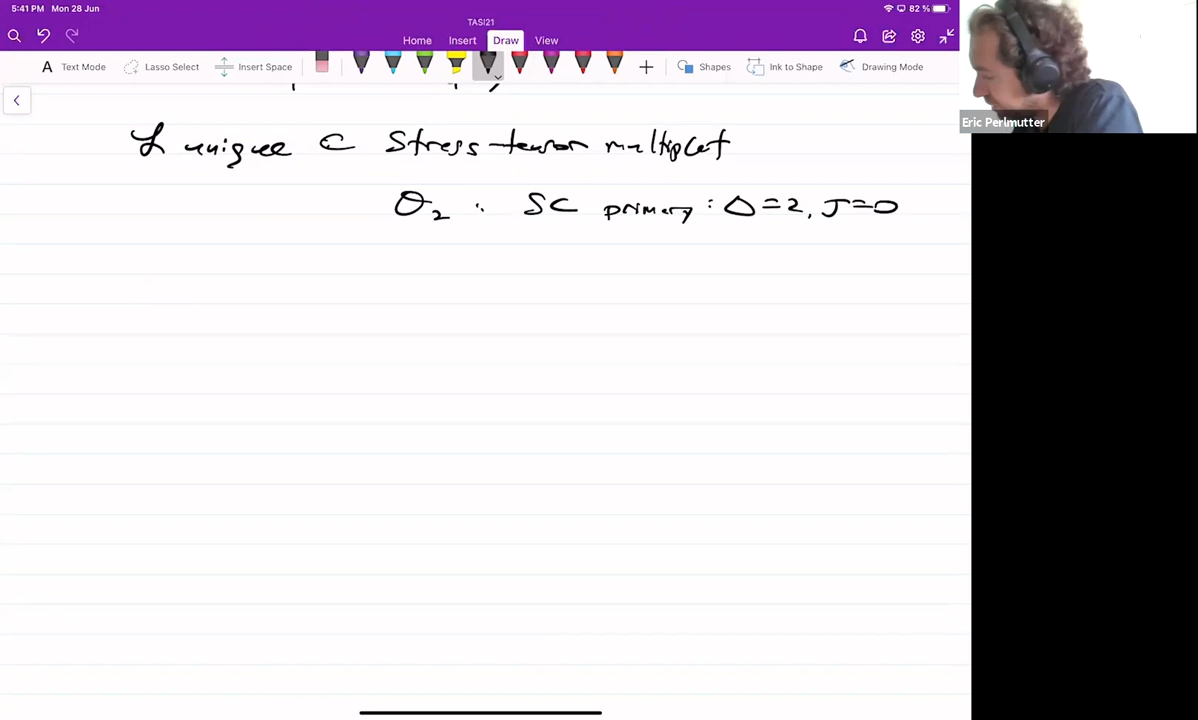 5:41 PM Mon 28 Jun
82 %
TASI21
Home Insert Draw View
Text Mode Lasso Select Insert Space Shapes Ink to Shape Drawing Mode
Eric Perlmutter
ℒ unique ⊂ Stress-tensor multiplet
𝒪₂ : SC primary : Δ = 2, J = 0